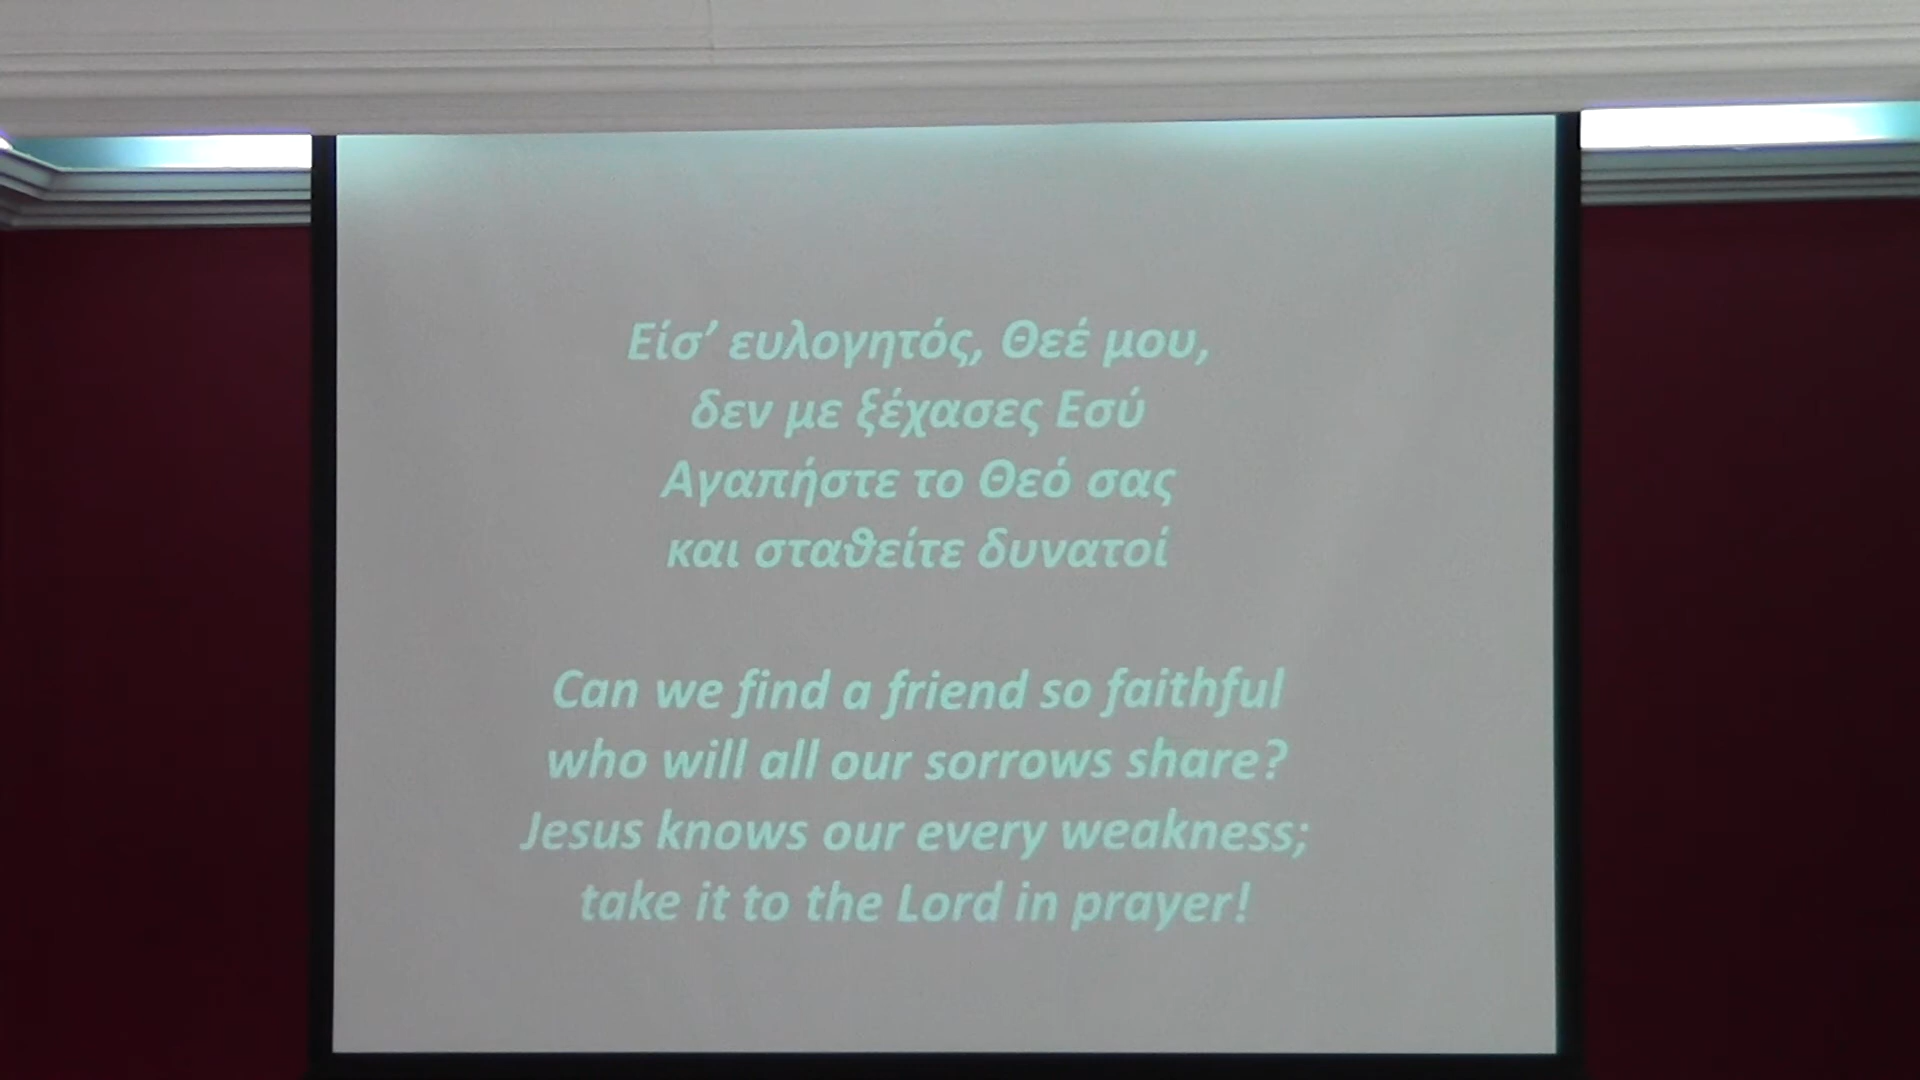 Είσ’ ευλογητός, Θεέ μου,
δεν με ξέχασες Εσύ
Αγαπήστε το Θεό σας
και σταθείτε δυνατοί
Can we find a friend so faithful
who will all our sorrows share?
Jesus knows our every weakness;
take it to the Lord in prayer!